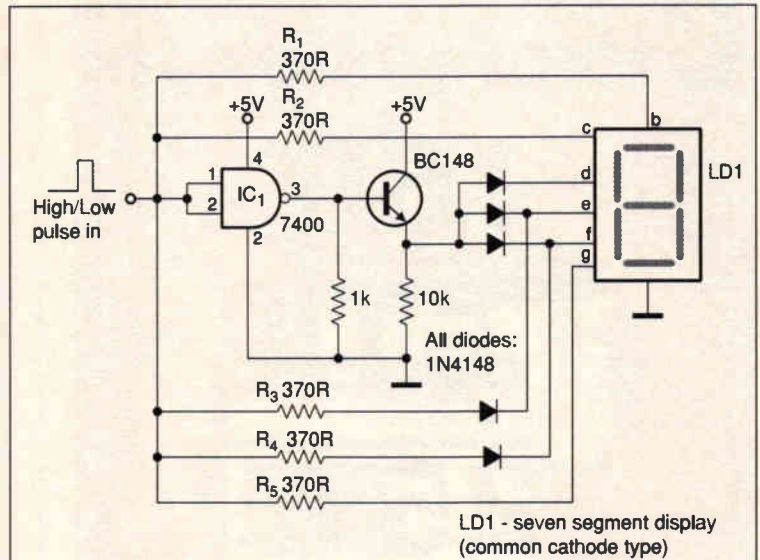 R1
370R
R2
+5V
370R
+5V
c
b
4
BC148
LD1
1
IC1
3
d
2
7400
e
High/Low
pulse in
2
f
g
1k
10k
All diodes:
1N4148
R3 370R
R4 370R
R5 370R
LD1 - seven segment display
(common cathode type)